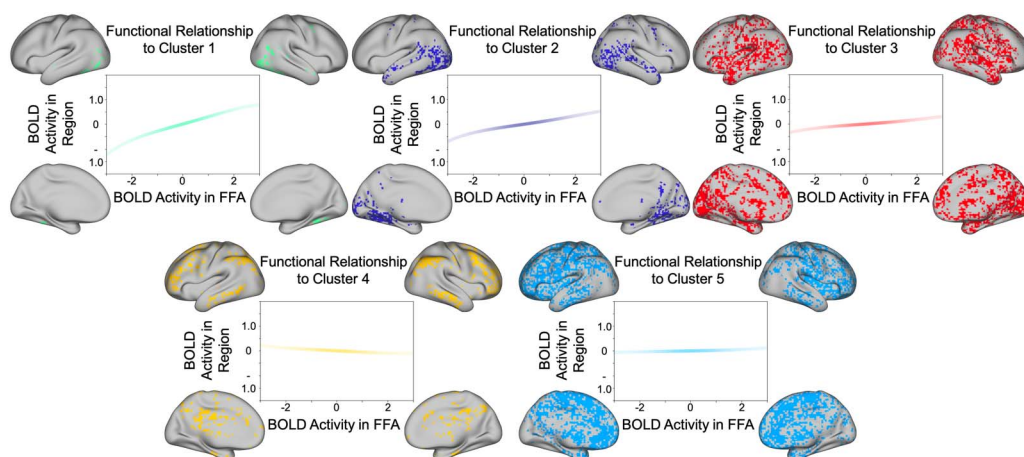 Functional Relationship
to Cluster 1
BOLD
Activity in
Region
1.0
0
-
1.0
-2
0
2
BOLD Activity in FFA
Functional Relationship
to Cluster 2
BOLD
Activity in
Region
1.0
0
-
1.0
-2
0
2
BOLD Activity in FFA
Functional Relationship
to Cluster 3
BOLD
Activity in
Region
1.0
0
-
1.0
-2
0
2
BOLD Activity in FFA
Functional Relationship
to Cluster 4
BOLD
Activity in
Region
1.0
0
-
1.0
-2
0
2
BOLD Activity in FFA
Functional Relationship
to Cluster 5
BOLD
Activity in
Region
1.0
0
-
1.0
-2
0
2
BOLD Activity in FFA